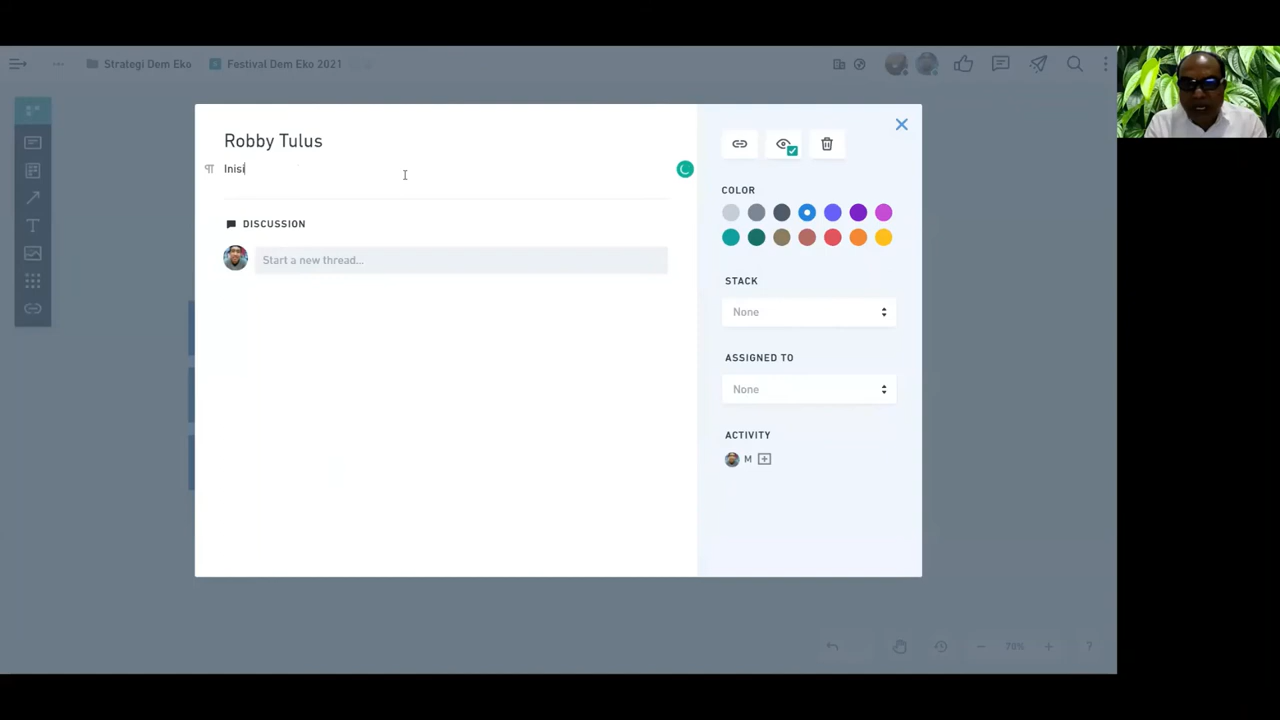 Strategi Dem Eko
Festival Dem Eko 2021
Robby Tulus
Inisi
DISCUSSION
Start a new thread...
COLOR
STACK
None
ASSIGNED TO
None
ACTIVITY
M
70%
?